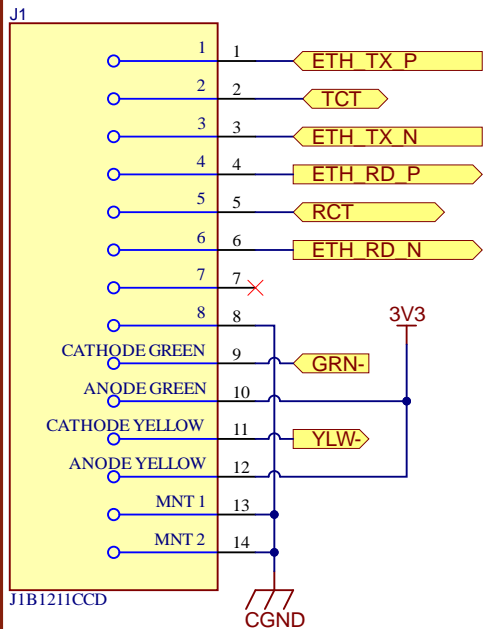 J1
1 1 ETH_TX_P
2 2 TCT
3 3 ETH_TX_N
4 4 ETH_RD_P
5 5 RCT
6 6 ETH_RD_N
7 7
8 8
3V3
CATHODE GREEN 9 GRN-
ANODE GREEN 10
CATHODE YELLOW 11 YLW-
ANODE YELLOW 12
MNT 1 13
MNT 2 14
J1B1211CCD
CGND